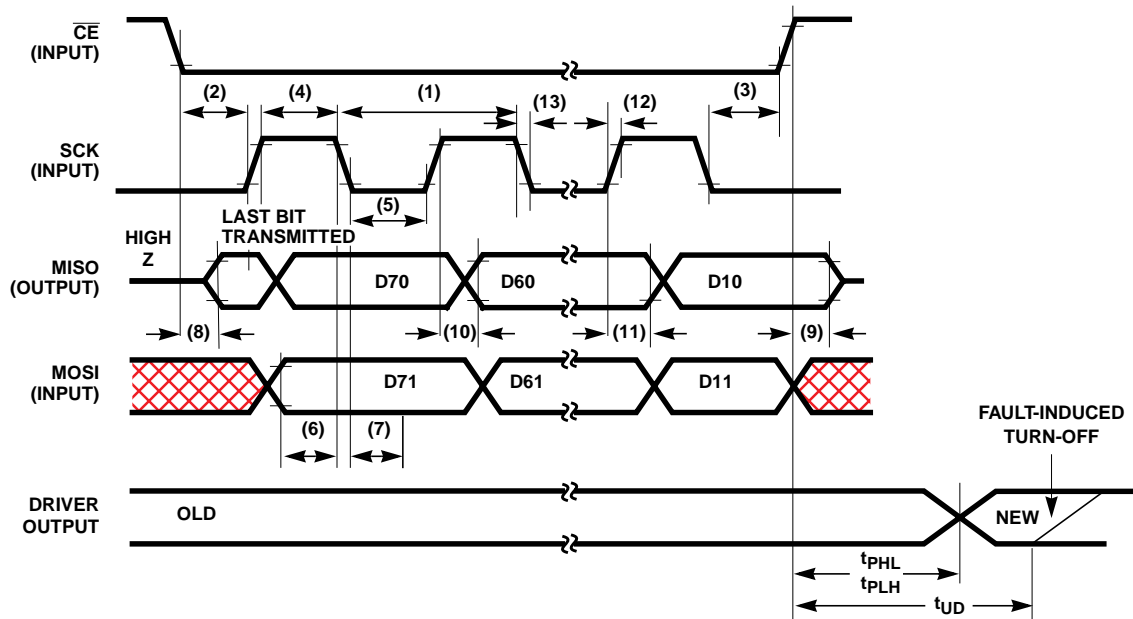 CE
(INPUT)
(2)
(4)
(1)
(13)
(12)
(3)
SCK
(INPUT)
(5)
LAST BIT
TRANSMITTED
HIGH
Z
MISO
(OUTPUT)
D70
D60
D10
(8)
(10)
(11)
(9)
MOSI
(INPUT)
D71
D61
D11
(6)
(7)
FAULT-INDUCED
TURN-OFF
DRIVER
OUTPUT
OLD
NEW
tPHL
tPLH
tUD